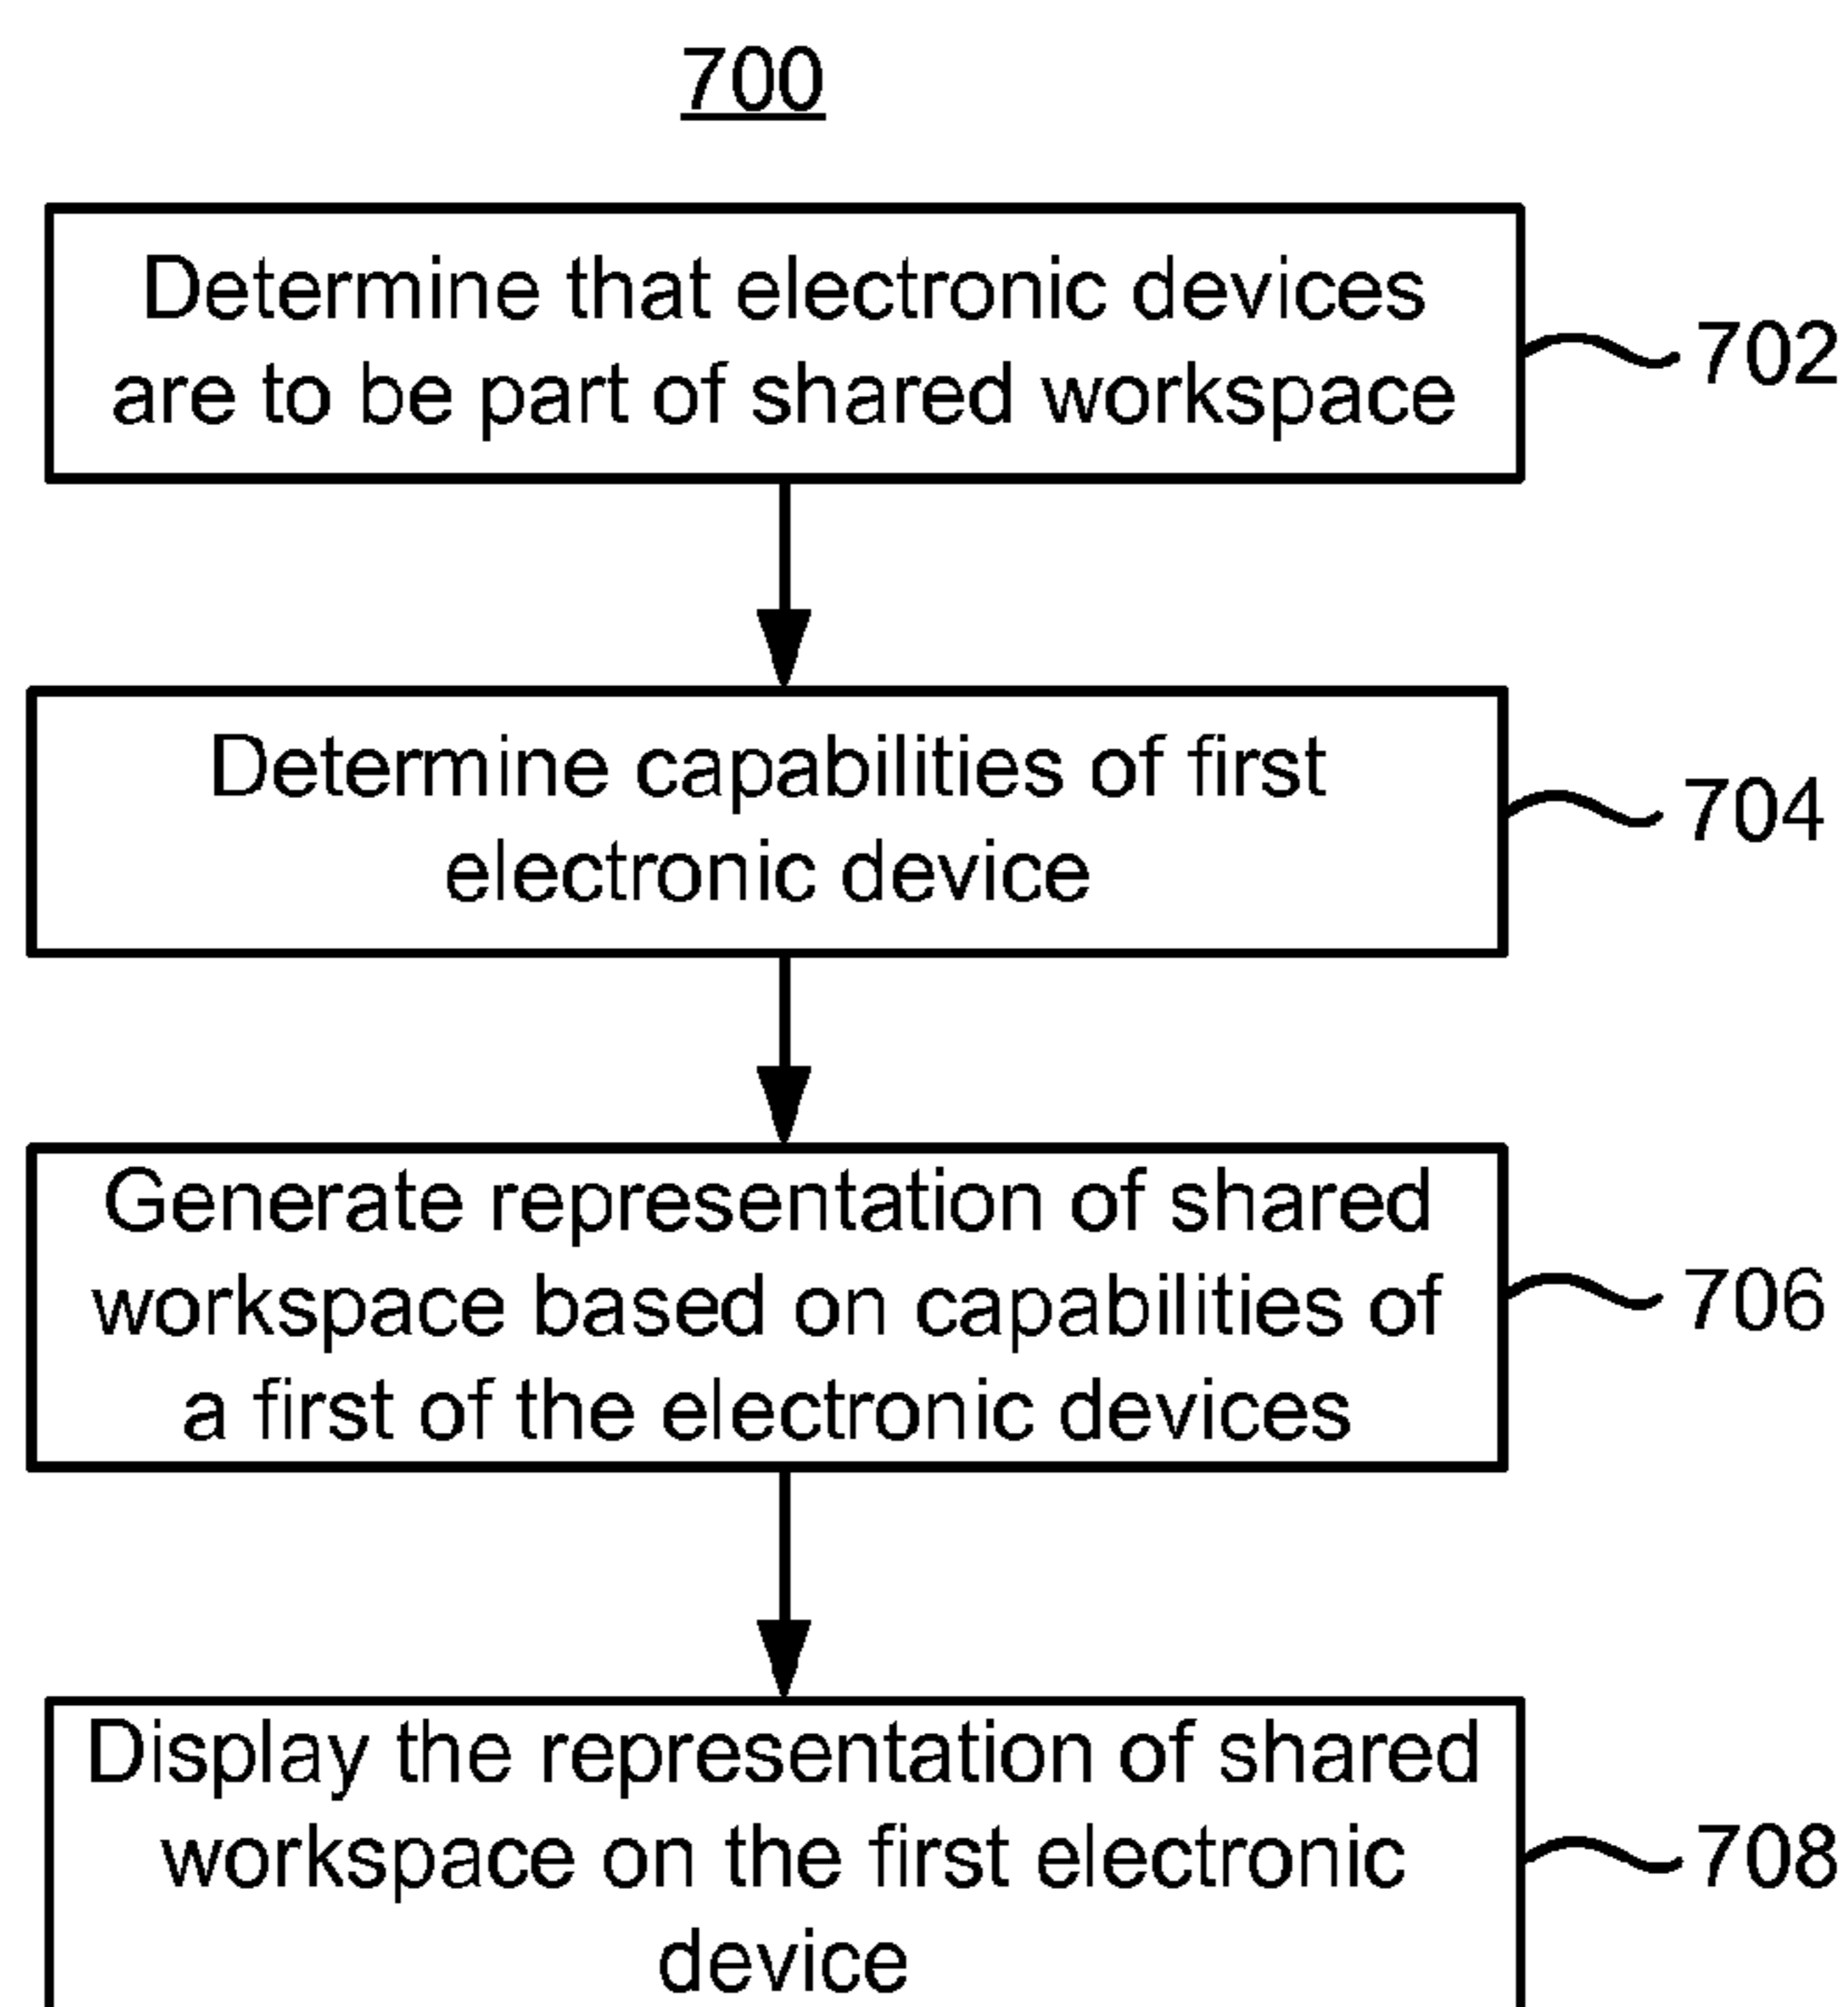 700
Determine that electronic devices
are to be part of shared workspace
702
Determine capabilities of first
electronic device
704
Generate representation of shared
workspace based on capabilities of
a first of the electronic devices
706
Display the representation of shared
workspace on the first electronic
device
708